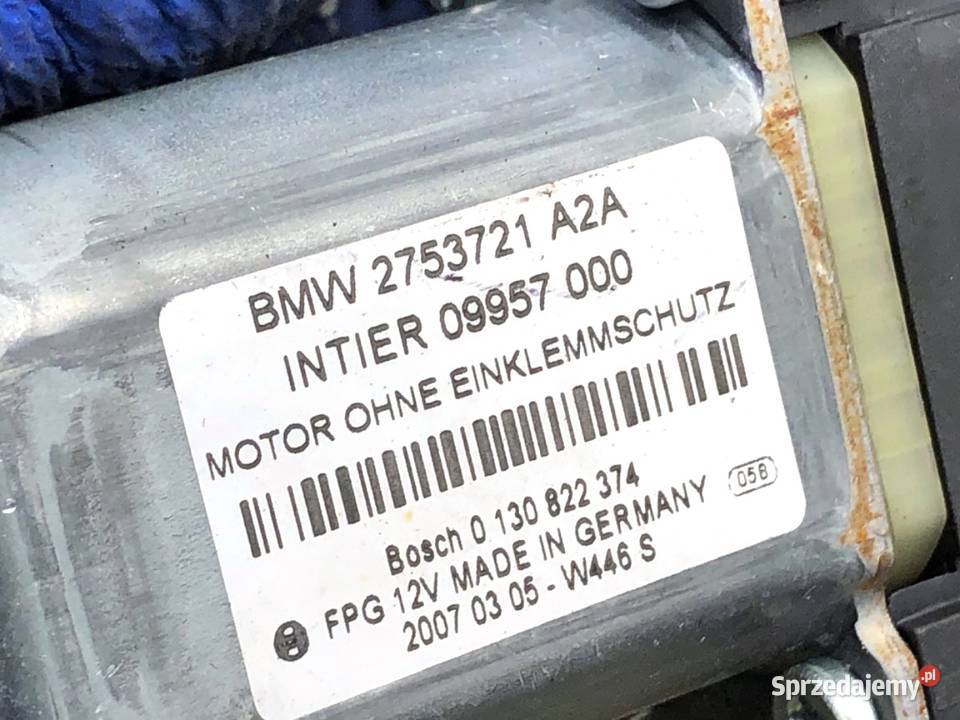 BMW 2753721 A2A
INTIER 09957 000
MOTOR OHNE EINKLEMMSCHUTZ
Bosch 0 130 822 374
FPG 12V MADE IN GERMANY 058
2007 03 05 - W446 S
Sprzedajemy.pl